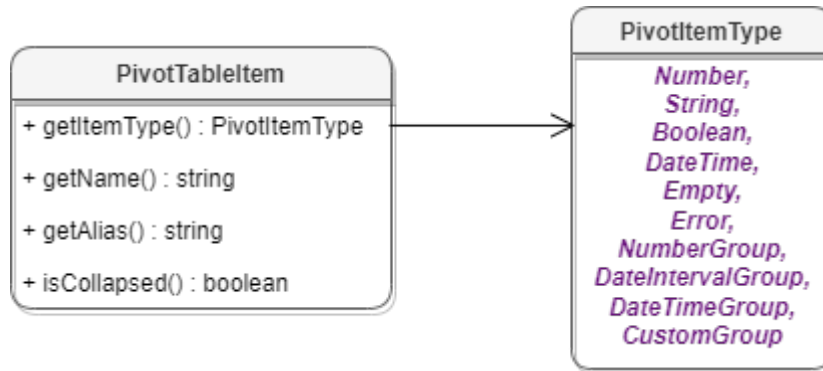 PivotTableItem
+ getItemType() : PivotItemType
+ getName() : string
+ getAlias() : string
+ isCollapsed() : boolean
PivotItemType
Number,
String,
Boolean,
DateTime,
Empty,
Error,
NumberGroup,
DateIntervalGroup,
DateTimeGroup,
CustomGroup